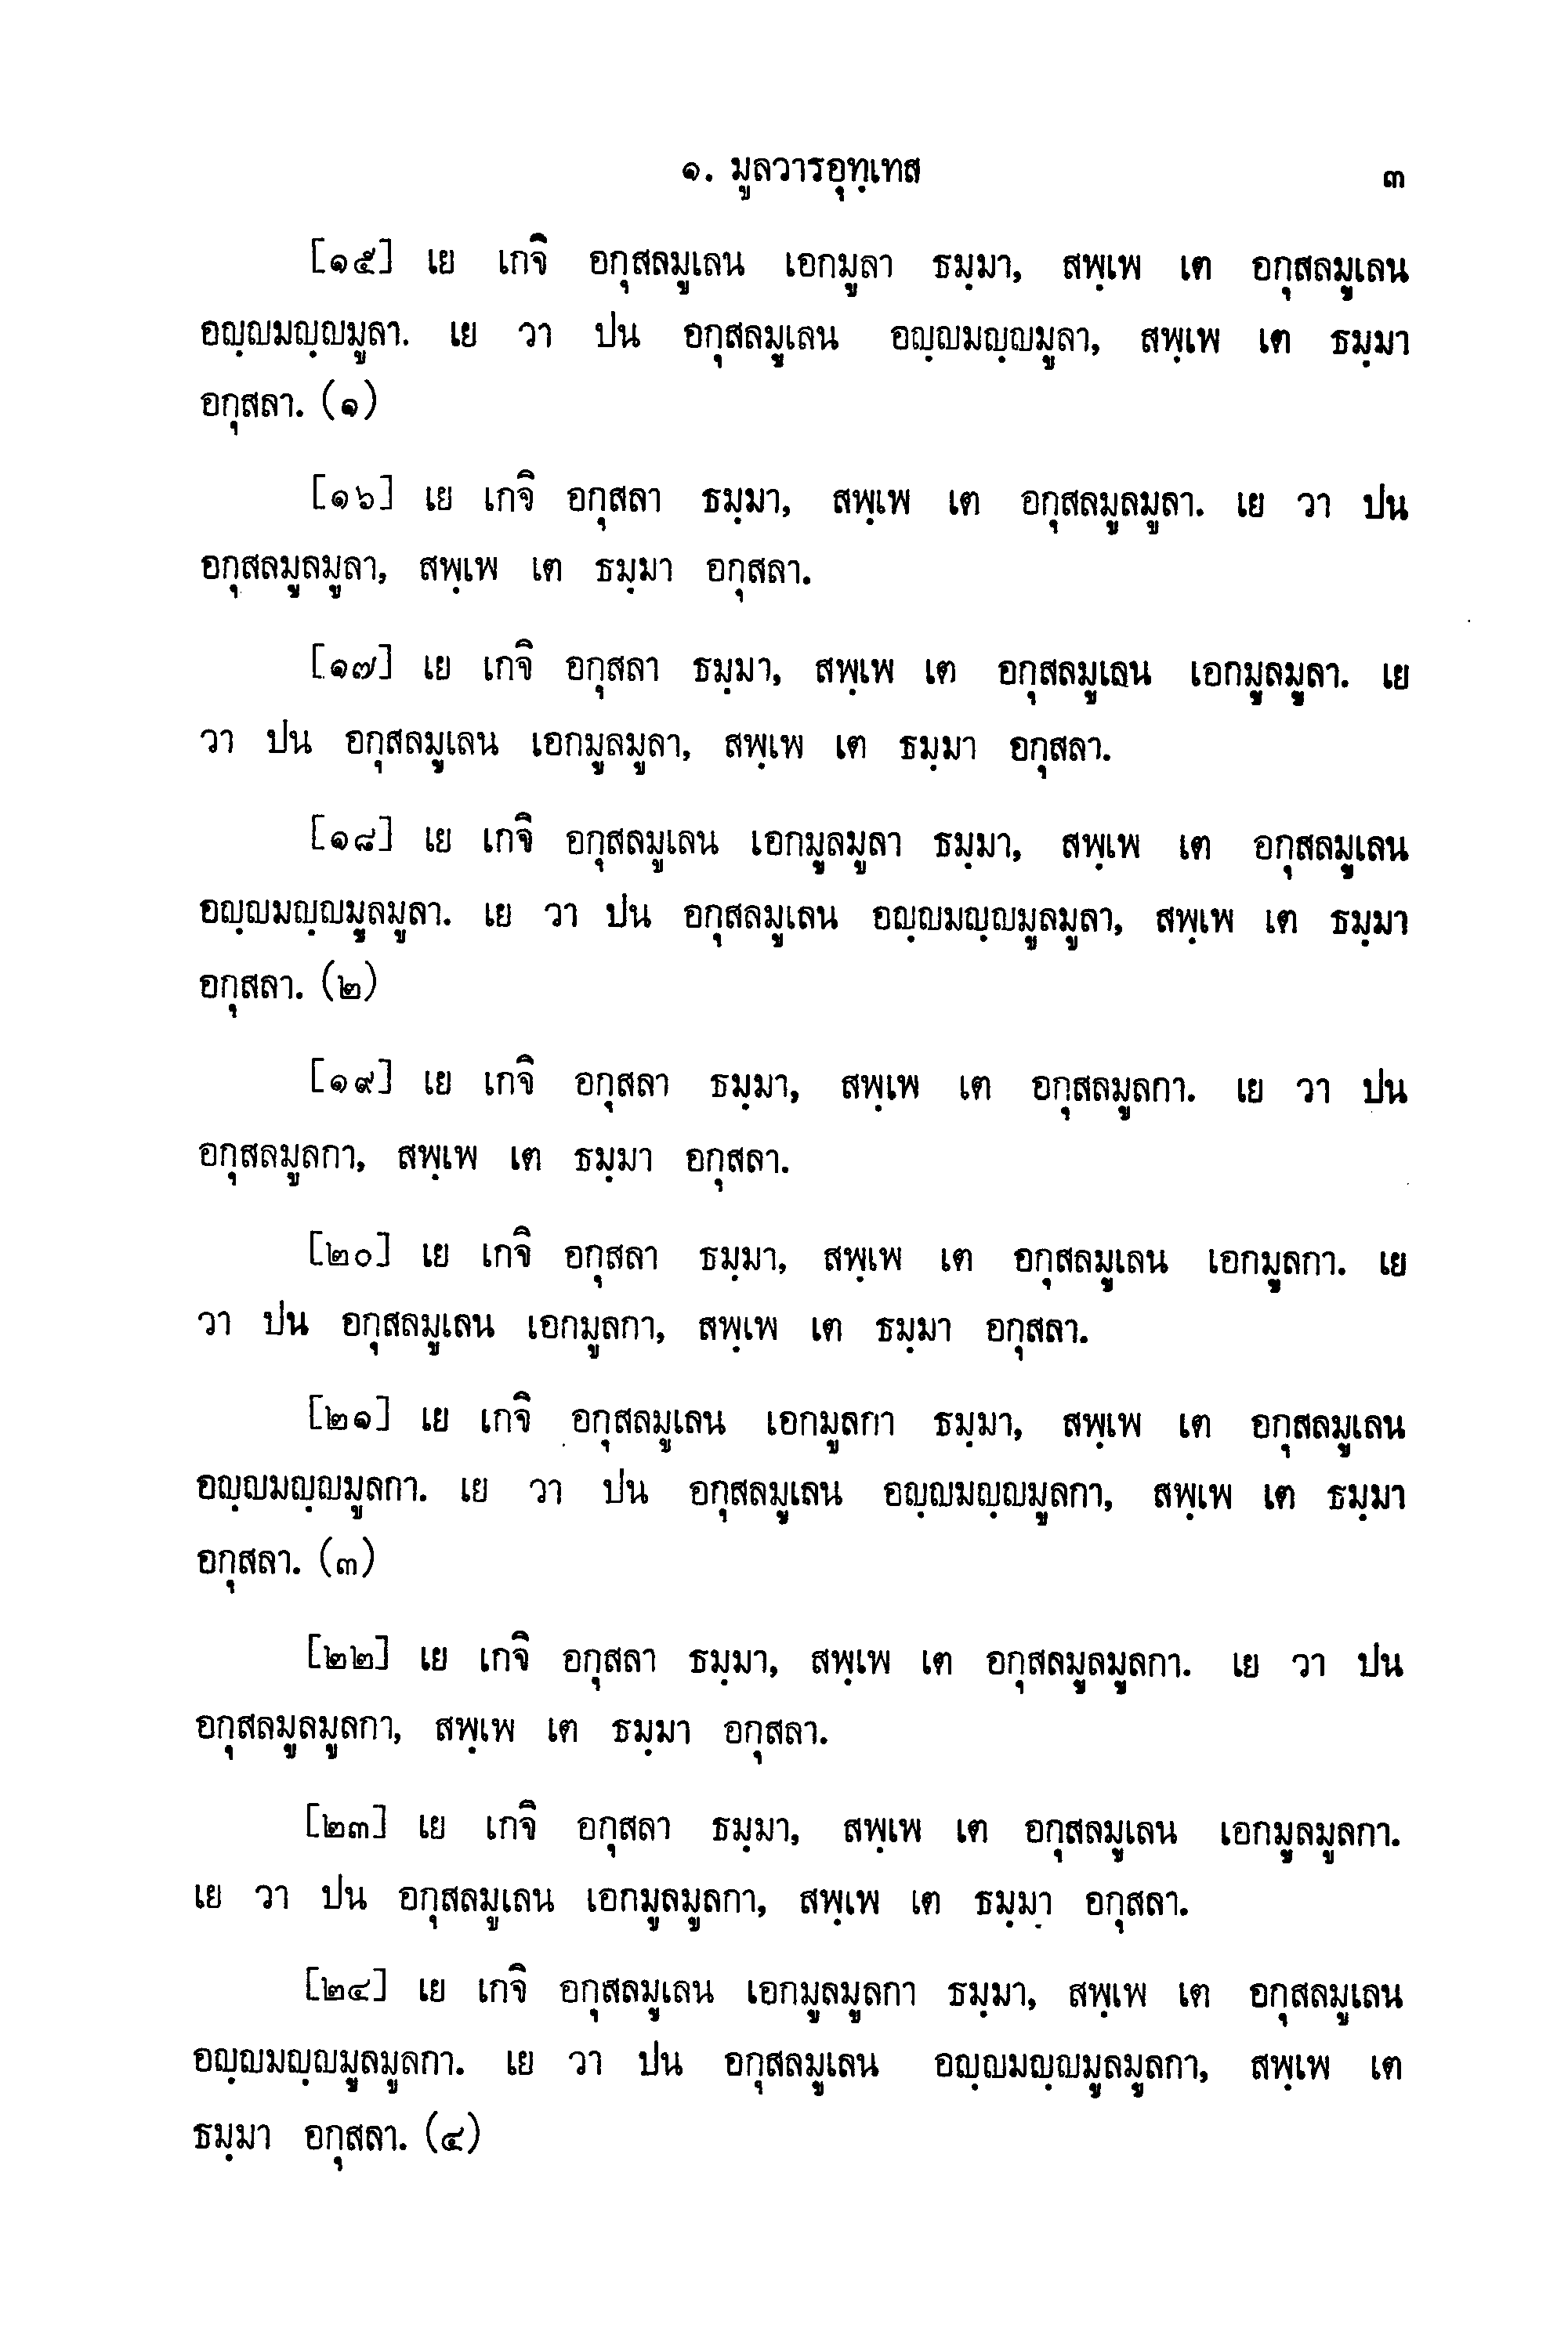 ๑. มูลวารอุทฺเทส ๓
[๑๕] เย เกจิ อกุสลมูเลน เอกมูลา ธมฺมา, สพฺเพ เต อกุสลมูเลน
อญฺญมญฺญมูลา. เย วา ปน อกุสลมูเลน อญฺญมญฺญมูลา, สพฺเพ เต ธมฺมา
อกุสลา. (๑)
[๑๖] เย เกจิ อกุสลา ธมฺมา, สพฺเพ เต อกุสลมูลมูลา. เย วา ปน
อกุสลมูลมูลา, สพฺเพ เต ธมฺมา อกุสลา.
[๑๗] เย เกจิ อกุสลา ธมฺมา, สพฺเพ เต อกุสลมูเลน เอกมูลมูลา. เย
วา ปน อกุสลมูเลน เอกมูลมูลา, สพฺเพ เต ธมฺมา อกุสลา.
[๑๘] เย เกจิ อกุสลมูเลน เอกมูลมูลา ธมฺมา, สพฺเพ เต อกุสลมูเลน
อญฺญมญฺญมูลมูลา. เย วา ปน อกุสลมูเลน อญฺญมญฺญมูลมูลา, สพฺเพ เต ธมฺมา
อกุสลา. (๒)
[๑๙] เย เกจิ อกุสลา ธมฺมา, สพฺเพ เต อกุสลมูลกา. เย วา ปน
อกุสลมูลกา, สพฺเพ เต ธมฺมา อกุสลา.
[๒๐] เย เกจิ อกุสลา ธมฺมา, สพฺเพ เต อกุสลมูเลน เอกมูลกา. เย
วา ปน อกุสลมูเลน เอกมูลกา, สพฺเพ เต ธมฺมา อกุสลา.
[๒๑] เย เกจิ อกุสลมูเลน เอกมูลกา ธมฺมา, สพฺเพ เต อกุสลมูเลน
อญฺญมญฺญมูลกา. เย วา ปน อกุสลมูเลน อญฺญมญฺญมูลกา, สพฺเพ เต ธมฺมา
อกุสลา. (๓)
[๒๒] เย เกจิ อกุสลา ธมฺมา, สพฺเพ เต อกุสลมูลมูลกา. เย วา ปน
อกุสลมูลมูลกา, สพฺเพ เต ธมฺมา อกุสลา.
[๒๓] เย เกจิ อกุสลา ธมฺมา, สพฺเพ เต อกุสลมูเลน เอกมูลมูลกา.
เย วา ปน อกุสลมูเลน เอกมูลมูลกา, สพฺเพ เต ธมฺมา อกุสลา.
[๒๔] เย เกจิ อกุสลมูเลน เอกมูลมูลกา ธมฺมา, สพฺเพ เต อกุสลมูเลน
อญฺญมญฺญมูลมูลกา. เย วา ปน อกุสลมูเลน อญฺญมญฺญมูลมูลกา, สพฺเพ เต
ธมฺมา อกุสลา. (๔)